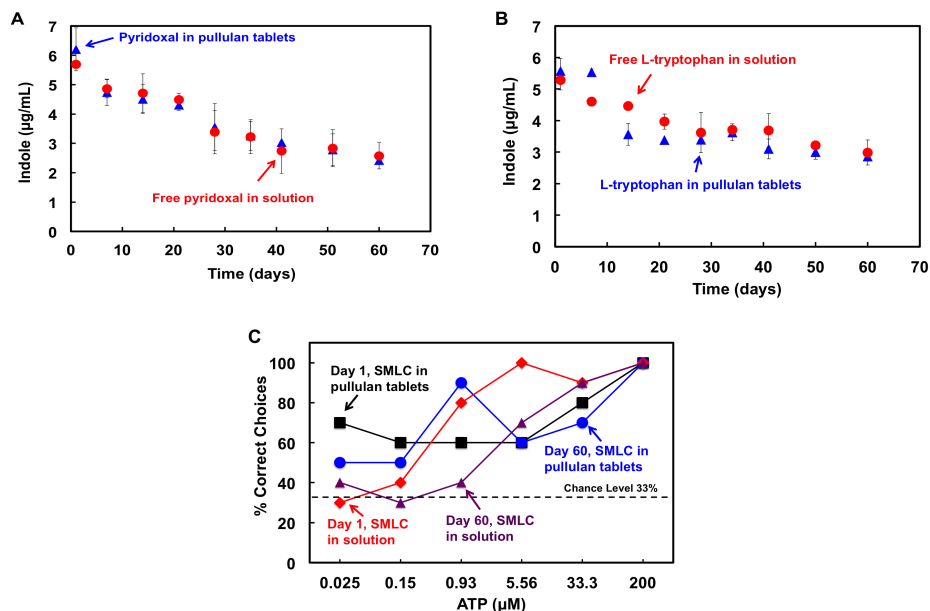 A
Pyridoxal in pullulan tablets
Free pyridoxal in solution
Indole (µg/mL)
7
6
5
4
3
2
1
0
0 10 20 30 40 50 60 70
Time (days)
B
Free L-tryptophan in solution
L-tryptophan in pullulan tablets
Indole (µg/mL)
6
5
4
3
2
1
0
0 10 20 30 40 50 60 70
Time (days)
C
Day 1, SMLC in
pullulan tablets
Day 60, SMLC in
pullulan tablets
Chance Level 33%
Day 1, SMLC
in solution
Day 60, SMLC
in solution
% Correct Choices
100
80
60
40
20
0
0.025 0.15 0.93 5.56 33.3 200
ATP (µM)